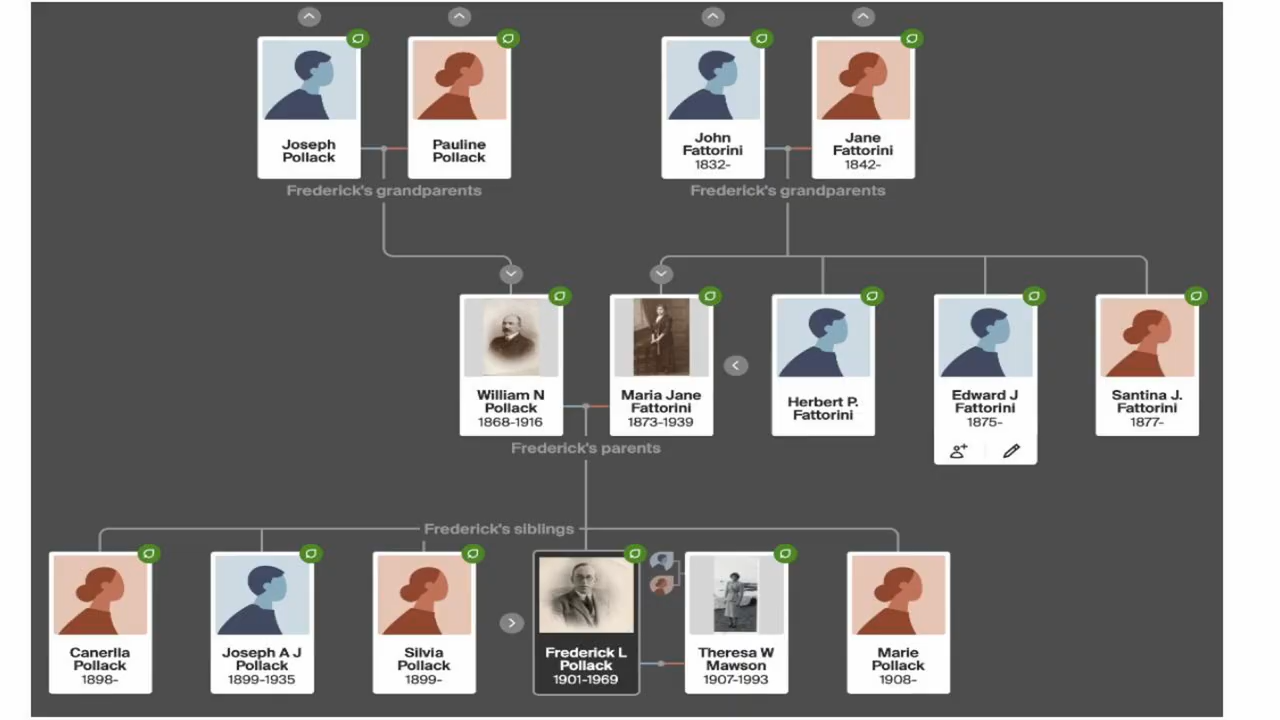 Joseph
Pollack
Pauline
Pollack
John
Fattorini
1832-
Jane
Fattorini
1842-
Frederick's grandparents
Frederick's grandparents
William N
Pollack
1868-1916
Maria Jane
Fattorini
1873-1939
Herbert P.
Fattorini
Edward J
Fattorini
1875-
Santina J.
Fattorini
1877-
Frederick's parents
Frederick's siblings
Canerlla
Pollack
1898-
Joseph A J
Pollack
1899-1935
Silvia
Pollack
1899-
Frederick L
Pollack
1901-1969
Theresa W
Mawson
1907-1993
Marie
Pollack
1908-